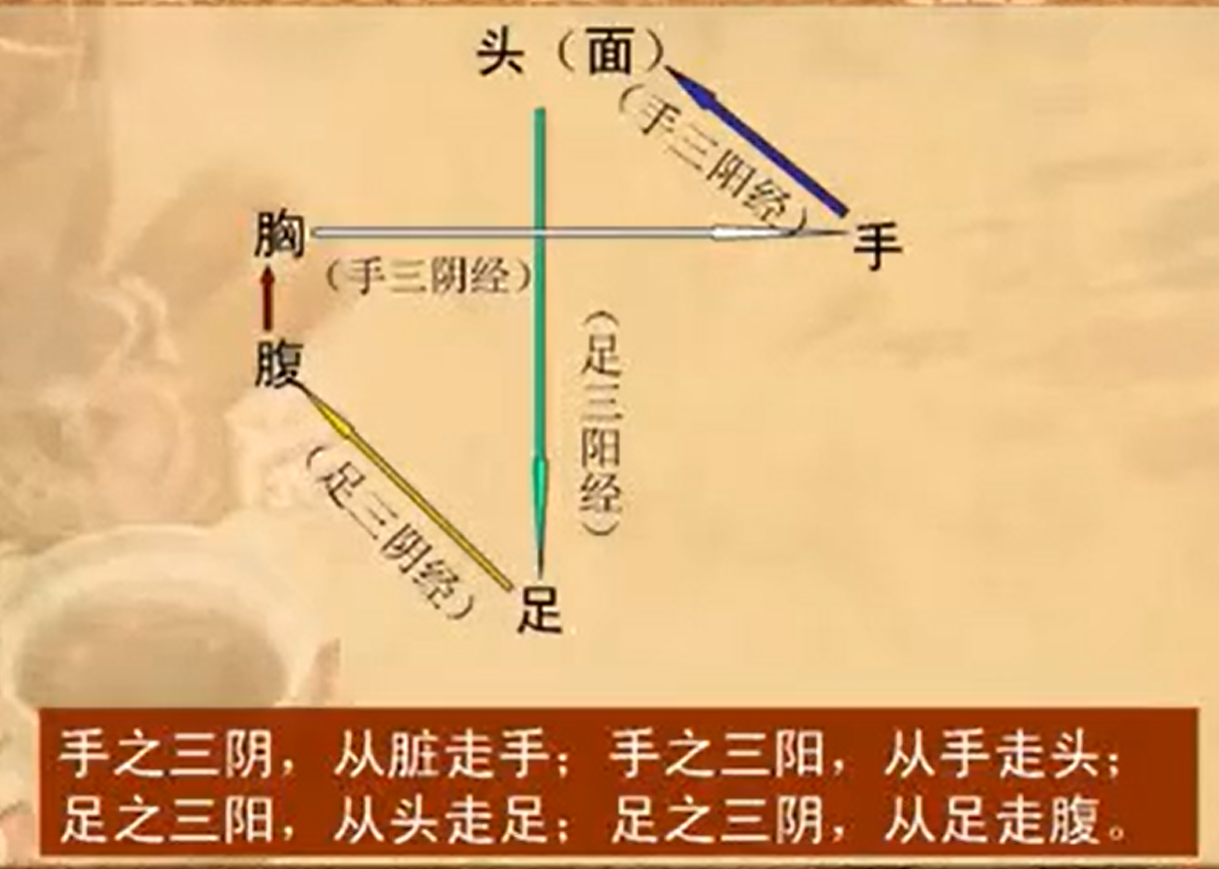 头（面）
（手三阳经）
胸
手
（手三阴经）
腹
（足三阳经）
（足三阴经）
足
手之三阴，从脏走手；手之三阳，从手走头；
足之三阳，从头走足；足之三阴，从足走腹。